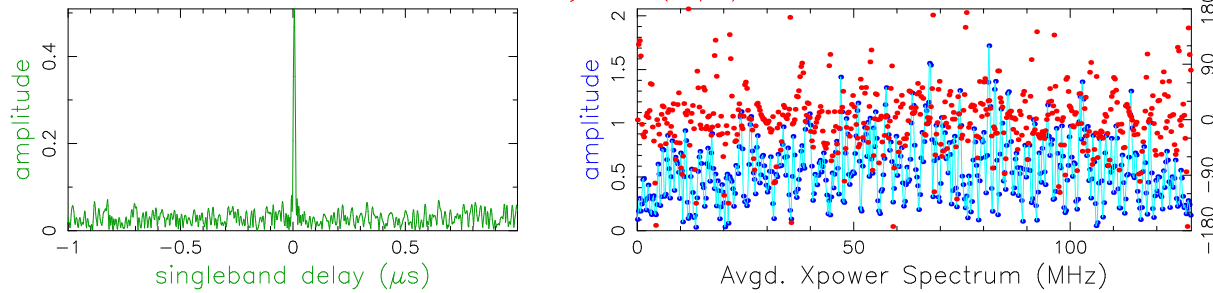 amplitude
0 0.2 0.4
−1 −0.5 0 0.5
singleband delay (μs)
amplitude
0 0.5 1 1.5 2
0 50 100
−180 −90 0 90 180
Avgd. Xpower Spectrum (MHz)